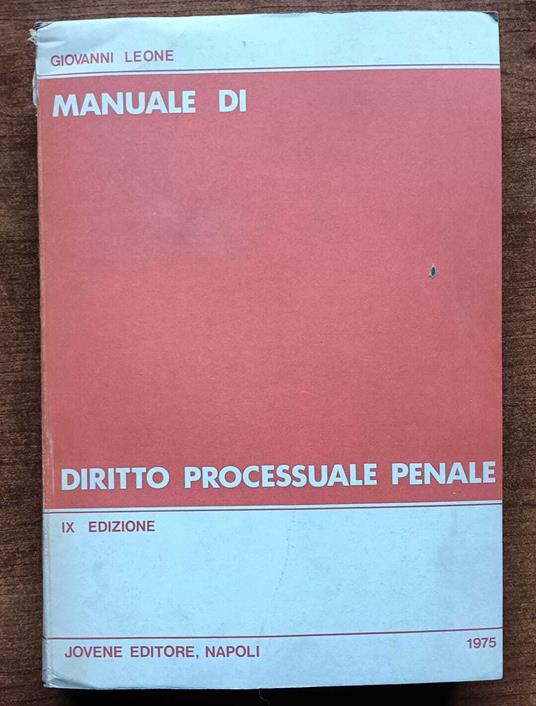 GIOVANNI LEONE
MANUALE DI
DIRITTO PROCESSUALE PENALE
IX EDIZIONE
JOVENE EDITORE, NAPOLI 1975